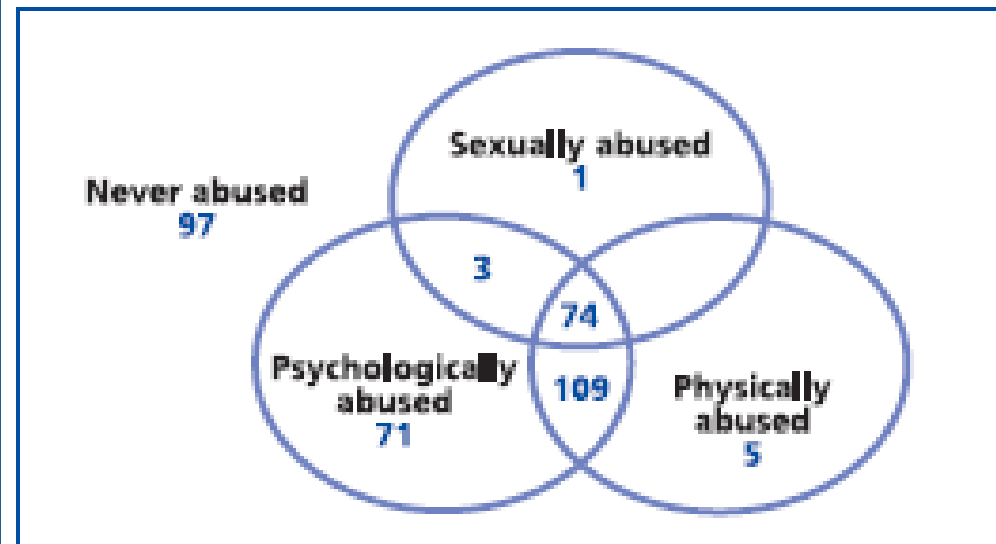 Sexually abused
1
Never abused
97
3
74
Psychologically
abused
71
109
Physically
abused
5